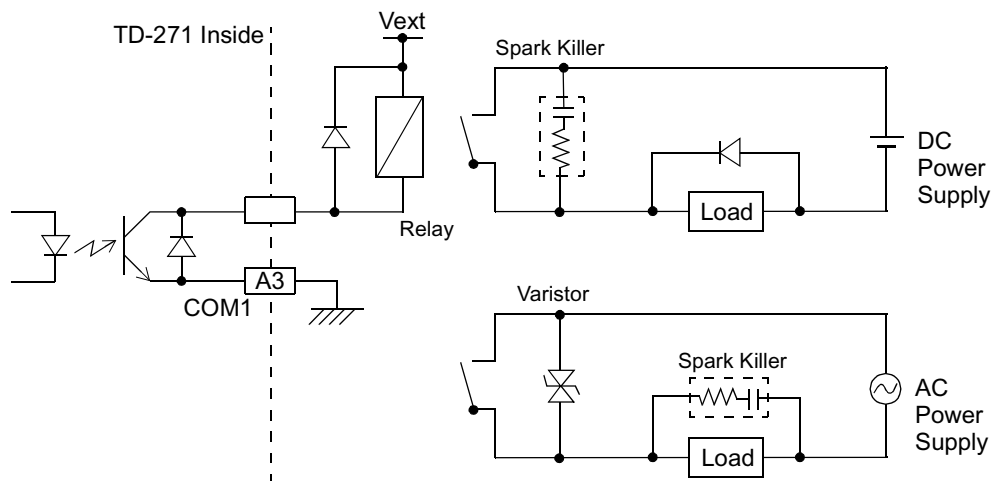 TD-271 Inside
Vext
Relay
A3
COM1
Spark Killer
Load
DC
Power
Supply
Varistor
Spark Killer
Load
AC
Power
Supply